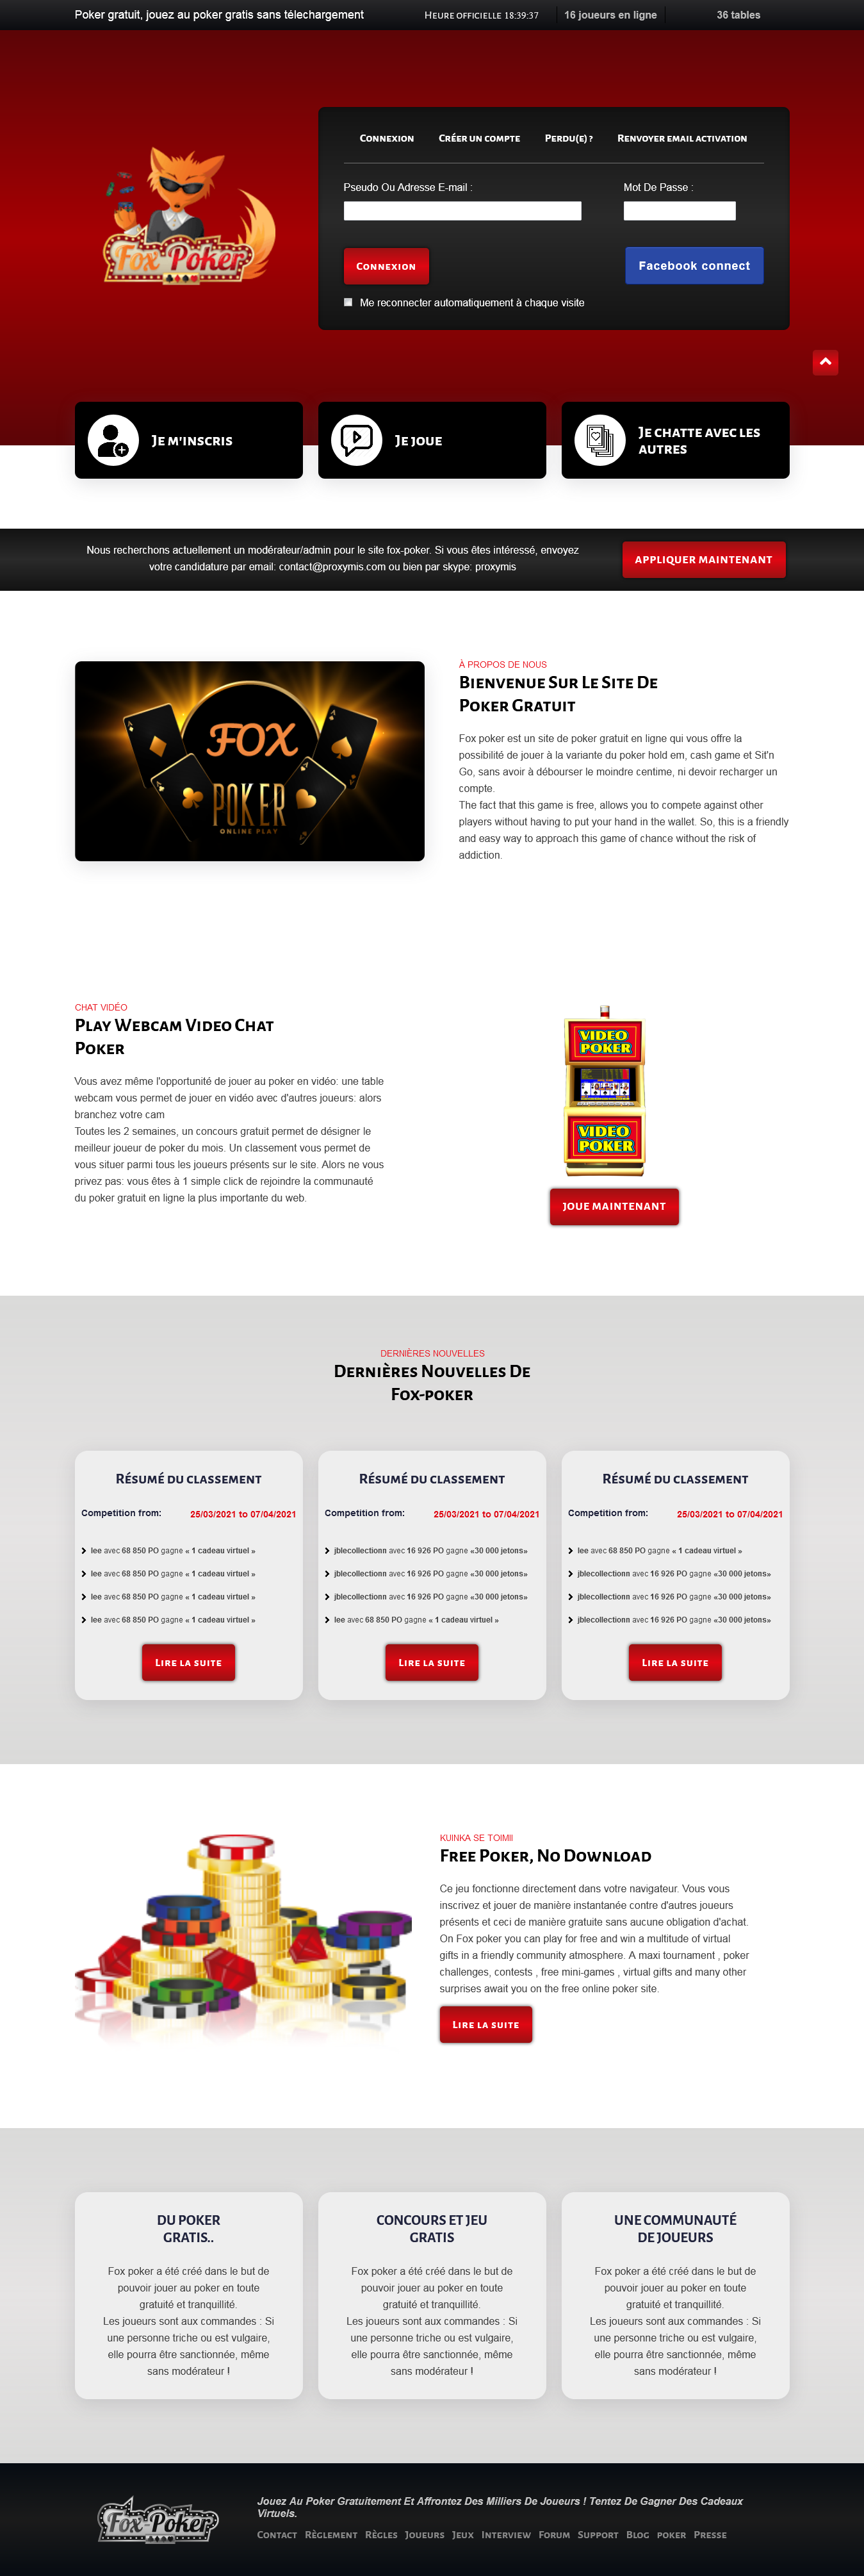 Poker gratuit, jouez au poker gratis sans télechargement
Heure officielle 18:39:37
16 joueurs en ligne
36 tables
Fox Poker
Connexion Créer un compte Perdu(e) ? Renvoyer email activation
Pseudo Ou Adresse E-mail :
Mot De Passe :
Connexion
Facebook connect
Me reconnecter automatiquement à chaque visite
Je m'inscris
Je joue
Je chatte avec les
autres
Nous recherchons actuellement un modérateur/admin pour le site fox-poker. Si vous êtes intéressé, envoyez
votre candidature par email: contact@proxymis.com ou bien par skype: proxymis
appliquer maintenant
FOX
POKER
ONLINE PLAY
À PROPOS DE NOUS
Bienvenue Sur Le Site De
Poker Gratuit
Fox poker est un site de poker gratuit en ligne qui vous offre la
possibilité de jouer à la variante du poker hold em, cash game et Sit'n
Go, sans avoir à débourser le moindre centime, ni devoir recharger un
compte.
The fact that this game is free, allows you to compete against other
players without having to put your hand in the wallet. So, this is a friendly
and easy way to approach this game of chance without the risk of
addiction.
CHAT VIDÉO
Play Webcam Video Chat
Poker
Vous avez même l'opportunité de jouer au poker en vidéo: une table
webcam vous permet de jouer en vidéo avec d'autres joueurs: alors
branchez votre cam
Toutes les 2 semaines, un concours gratuit permet de désigner le
meilleur joueur de poker du mois. Un classement vous permet de
vous situer parmi tous les joueurs présents sur le site. Alors ne vous
privez pas: vous êtes à 1 simple click de rejoindre la communauté
du poker gratuit en ligne la plus importante du web.
VIDEO
POKER
VIDEO
POKER
joue maintenant
DERNIÈRES NOUVELLES
Dernières Nouvelles De
Fox-poker
Résumé du classement
Competition from: 25/03/2021 to 07/04/2021
lee avec 68 850 PO gagne « 1 cadeau virtuel »
lee avec 68 850 PO gagne « 1 cadeau virtuel »
lee avec 68 850 PO gagne « 1 cadeau virtuel »
lee avec 68 850 PO gagne « 1 cadeau virtuel »
Lire la suite
Résumé du classement
Competition from: 25/03/2021 to 07/04/2021
jblecollectionn avec 16 926 PO gagne «30 000 jetons»
jblecollectionn avec 16 926 PO gagne «30 000 jetons»
jblecollectionn avec 16 926 PO gagne «30 000 jetons»
lee avec 68 850 PO gagne « 1 cadeau virtuel »
Lire la suite
Résumé du classement
Competition from: 25/03/2021 to 07/04/2021
lee avec 68 850 PO gagne « 1 cadeau virtuel »
jblecollectionn avec 16 926 PO gagne «30 000 jetons»
jblecollectionn avec 16 926 PO gagne «30 000 jetons»
jblecollectionn avec 16 926 PO gagne «30 000 jetons»
Lire la suite
KUINKA SE TOIMII
Free Poker, No Download
Ce jeu fonctionne directement dans votre navigateur. Vous vous
inscrivez et jouer de manière instantanée contre d'autres joueurs
présents et ceci de manière gratuite sans aucune obligation d'achat.
On Fox poker you can play for free and win a multitude of virtual
gifts in a friendly community atmosphere. A maxi tournament , poker
challenges, contests , free mini-games , virtual gifts and many other
surprises await you on the free online poker site.
Lire la suite
DU POKER
GRATIS..
Fox poker a été créé dans le but de
pouvoir jouer au poker en toute
gratuité et tranquillité.
Les joueurs sont aux commandes : Si
une personne triche ou est vulgaire,
elle pourra être sanctionnée, même
sans modérateur !
CONCOURS ET JEU
GRATIS
Fox poker a été créé dans le but de
pouvoir jouer au poker en toute
gratuité et tranquillité.
Les joueurs sont aux commandes : Si
une personne triche ou est vulgaire,
elle pourra être sanctionnée, même
sans modérateur !
UNE COMMUNAUTÉ
DE JOUEURS
Fox poker a été créé dans le but de
pouvoir jouer au poker en toute
gratuité et tranquillité.
Les joueurs sont aux commandes : Si
une personne triche ou est vulgaire,
elle pourra être sanctionnée, même
sans modérateur !
Fox-Poker
Jouez Au Poker Gratuitement Et Affrontez Des Milliers De Joueurs ! Tentez De Gagner Des Cadeaux
Virtuels.
Contact Règlement Règles Joueurs Jeux Interview Forum Support Blog poker Presse